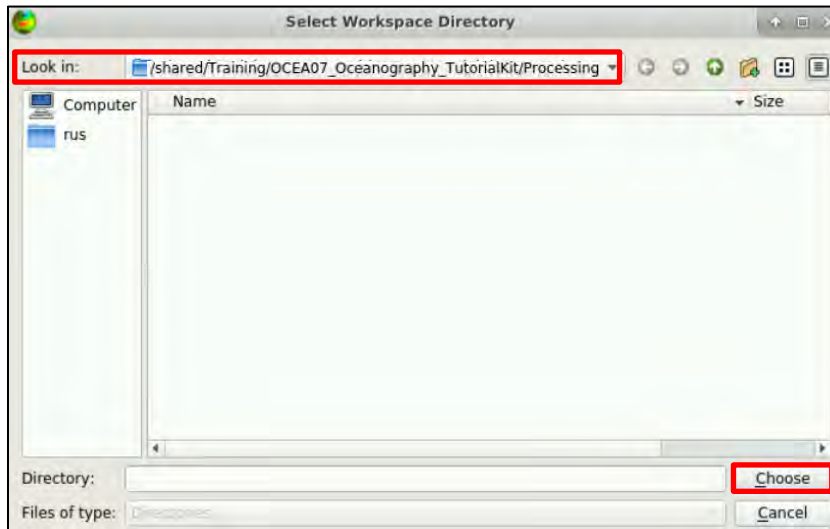 Select Workspace Directory
Look in: /shared/Training/OCEA07_Oceanography_TutorialKit/Processing
Computer Name Size
rus
Directory: Choose
Files of type: Directories Cancel